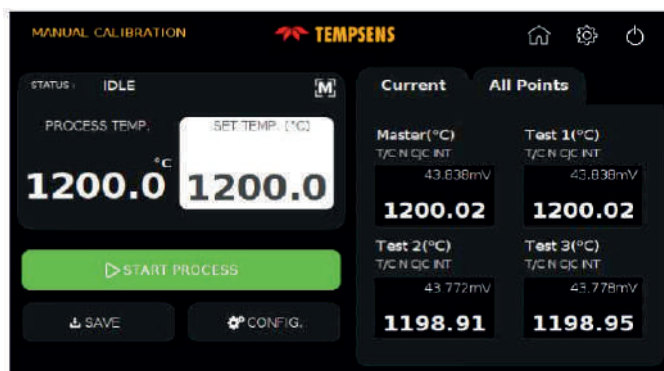 MANUAL CALIBRATION
TEMPSENS
STATUS: IDLE
[M]
PROCESS TEMP.
°C
1200.0
SET TEMP. (°C)
1200.0
START PROCESS
SAVE
CONFIG.
Current
All Points
Master(°C)
T/C N CJC INT
43.838mV
1200.02
Test 1(°C)
T/C N CJC INT
43.838mV
1200.02
Test 2(°C)
T/C N CJC INT
43.772mV
1198.91
Test 3(°C)
T/C N CJC INT
43.778mV
1198.95